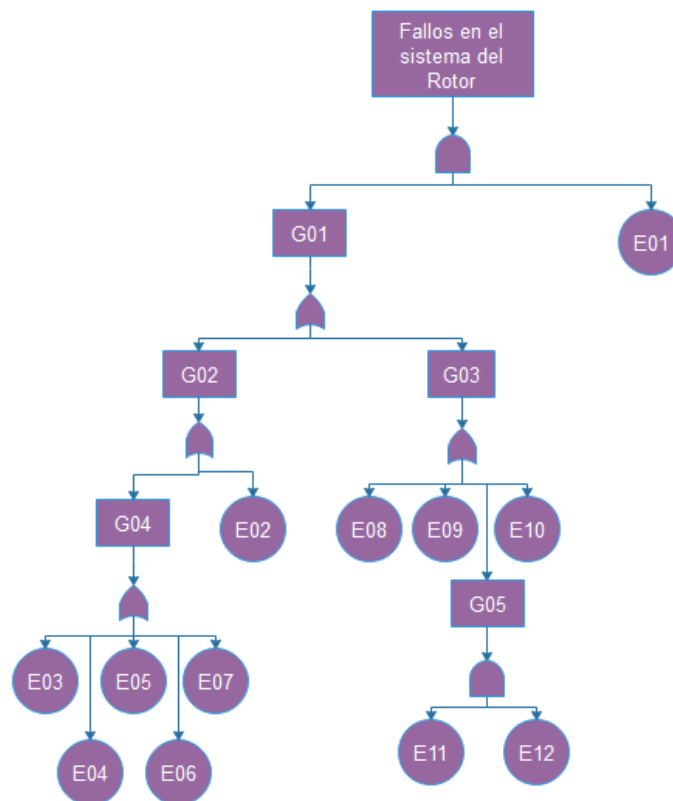 Fallos en el
sistema del
Rotor
G01
E01
G02
G03
G04
E02
E08
E09
E10
G05
E03
E05
E07
E04
E06
E11
E12